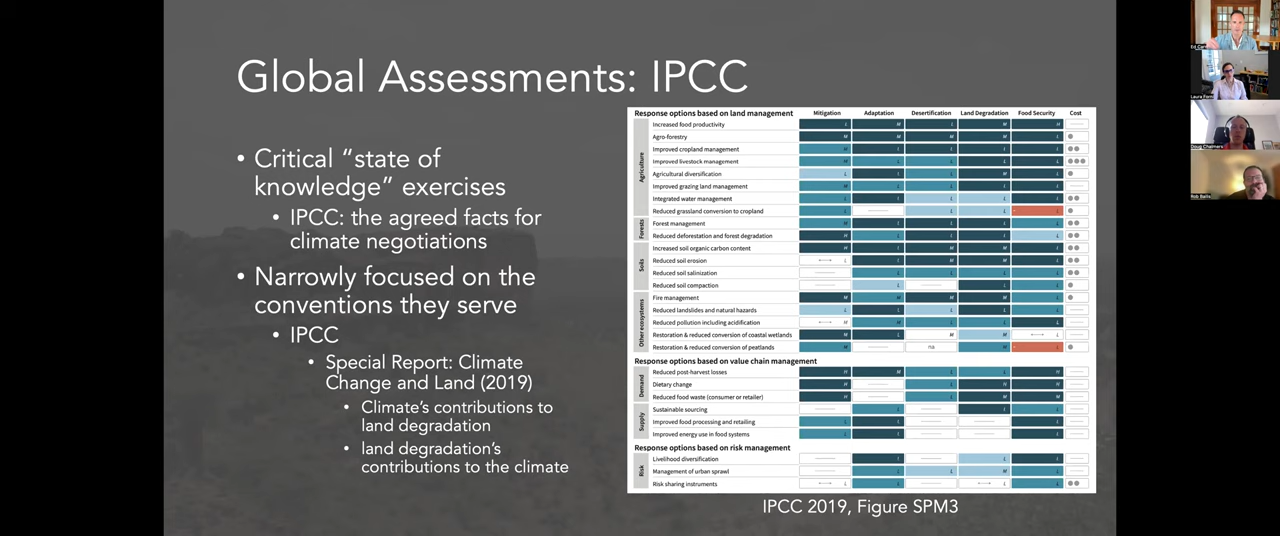 Global Assessments: IPCC
• Critical “state of
knowledge” exercises
• IPCC: the agreed facts for
climate negotiations
• Narrowly focused on the
conventions they serve
• IPCC
• Special Report: Climate
Change and Land (2019)
• Climate’s contributions to
land degradation
• land degradation’s
contributions to the climate
Response options based on land management Mitigation Adaptation Desertification Land Degradation Food Security Cost
Agriculture
Increased food productivity
Agro-forestry
Improved cropland management
Improved livestock management
Agricultural diversification
Improved grazing land management
Integrated water management
Reduced grassland conversion to cropland
Forests
Forest management
Reduced deforestation and forest degradation
Soils
Increased soil organic carbon content
Reduced soil erosion
Reduced soil salinization
Reduced soil compaction
Other ecosystems
Fire management
Reduced landslides and natural hazards
Reduced pollution including acidification
Restoration & reduced conversion of coastal wetlands
Restoration & reduced conversion of peatlands na
Response options based on value chain management
Demand
Reduced post-harvest losses
Dietary change
Reduced food waste (consumer or retailer)
Supply
Sustainable sourcing
Improved food processing and retailing
Improved energy use in food systems
Response options based on risk management
Risk
Livelihood diversification
Management of urban sprawl
Risk sharing instruments
IPCC 2019, Figure SPM3
Doug Chalmers